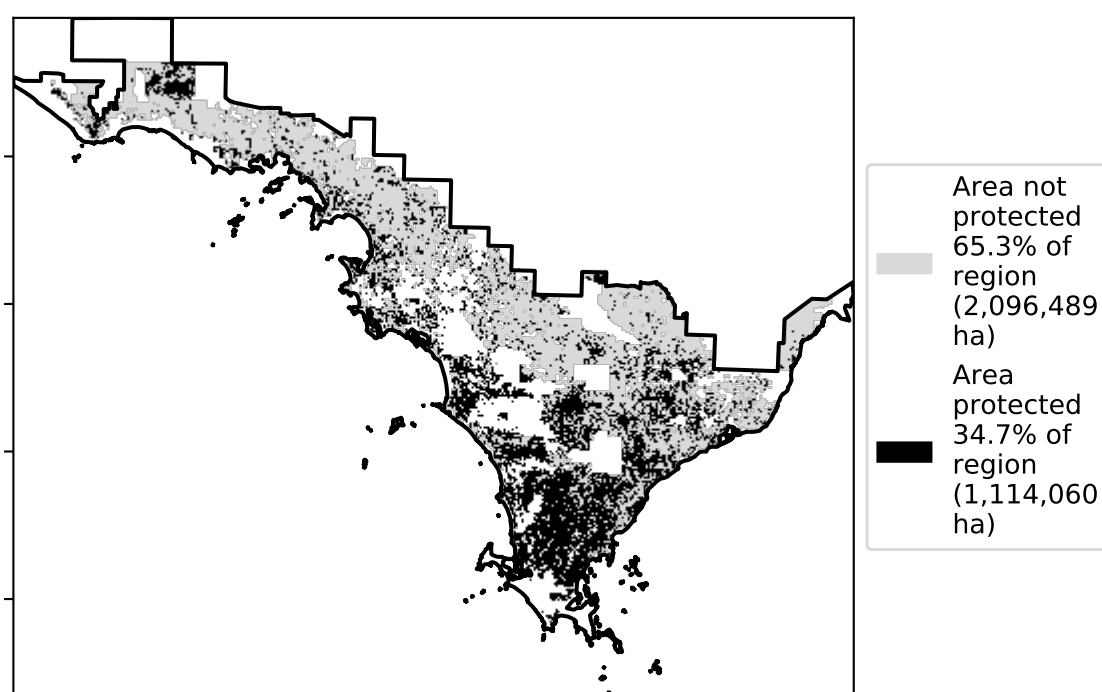 Area not
protected
65.3% of
region
(2,096,489
ha)
Area
protected
34.7% of
region
(1,114,060
ha)